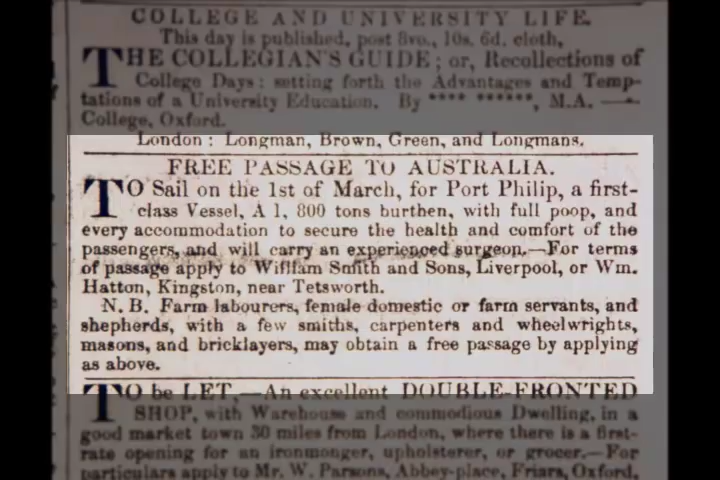 COLLEGE AND UNIVERSITY LIFE.
This day is published, post 8vo., 10s. 6d. cloth,
THE COLLEGIAN'S GUIDE; or, Recollections of
College Days: setting forth the Advantages and Temp-
tations of a University Education. By **** ******, M.A. —
College, Oxford.
London: Longman, Brown, Green, and Longmans.
FREE PASSAGE TO AUSTRALIA.
TO Sail on the 1st of March, for Port Philip, a first-
class Vessel, A 1, 800 tons burthen, with full poop, and
every accommodation to secure the health and comfort of the
passengers, and will carry an experienced surgeon.—For terms
of passage apply to William Smith and Sons, Liverpool, or Wm.
Hatton, Kingston, near Tetsworth.
N. B. Farm labourers, female domestic or farm servants, and
shepherds, with a few smiths, carpenters and wheelwrights,
masons, and bricklayers, may obtain a free passage by applying
as above.
TO be LET,—An excellent DOUBLE-FRONTED
SHOP, with Warehouse and commodious Dwelling, in a
good market town 30 miles from London, where there is a first-
rate opening for an ironmonger, upholsterer, or grocer.—For
particulars apply to Mr. W. Parsons, Abbey-place, Friars, Oxford,